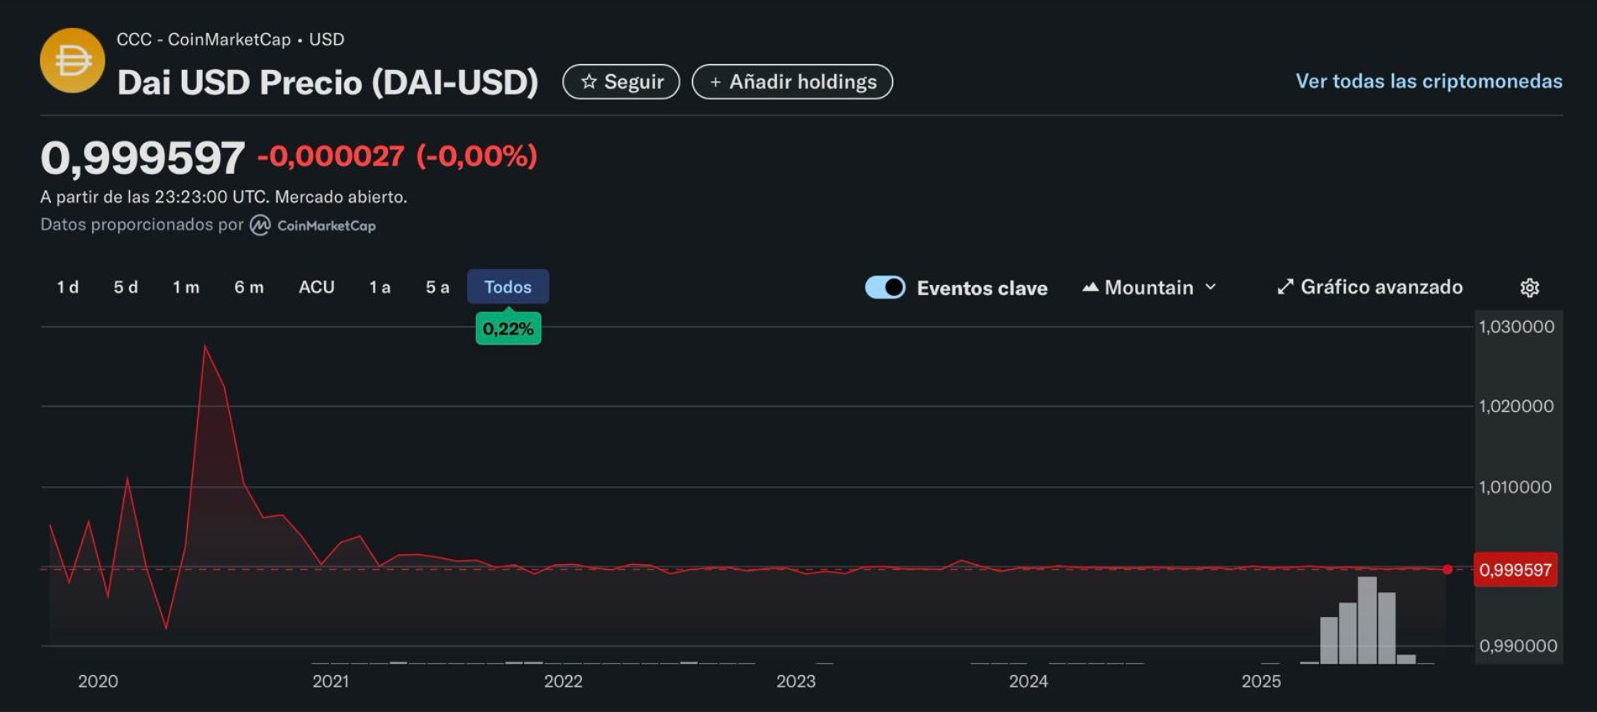 CCC - CoinMarketCap • USD
Dai USD Precio (DAI-USD)
☆ Seguir
+ Añadir holdings
Ver todas las criptomonedas
0,999597 -0,000027 (-0,00%)
A partir de las 23:23:00 UTC. Mercado abierto.
Datos proporcionados por CoinMarketCap
1 d 5 d 1 m 6 m ACU 1 a 5 a Todos
0,22%
Eventos clave
Mountain
Gráfico avanzado
1,030000
1,020000
1,010000
0,999597
0,990000
2020 2021 2022 2023 2024 2025